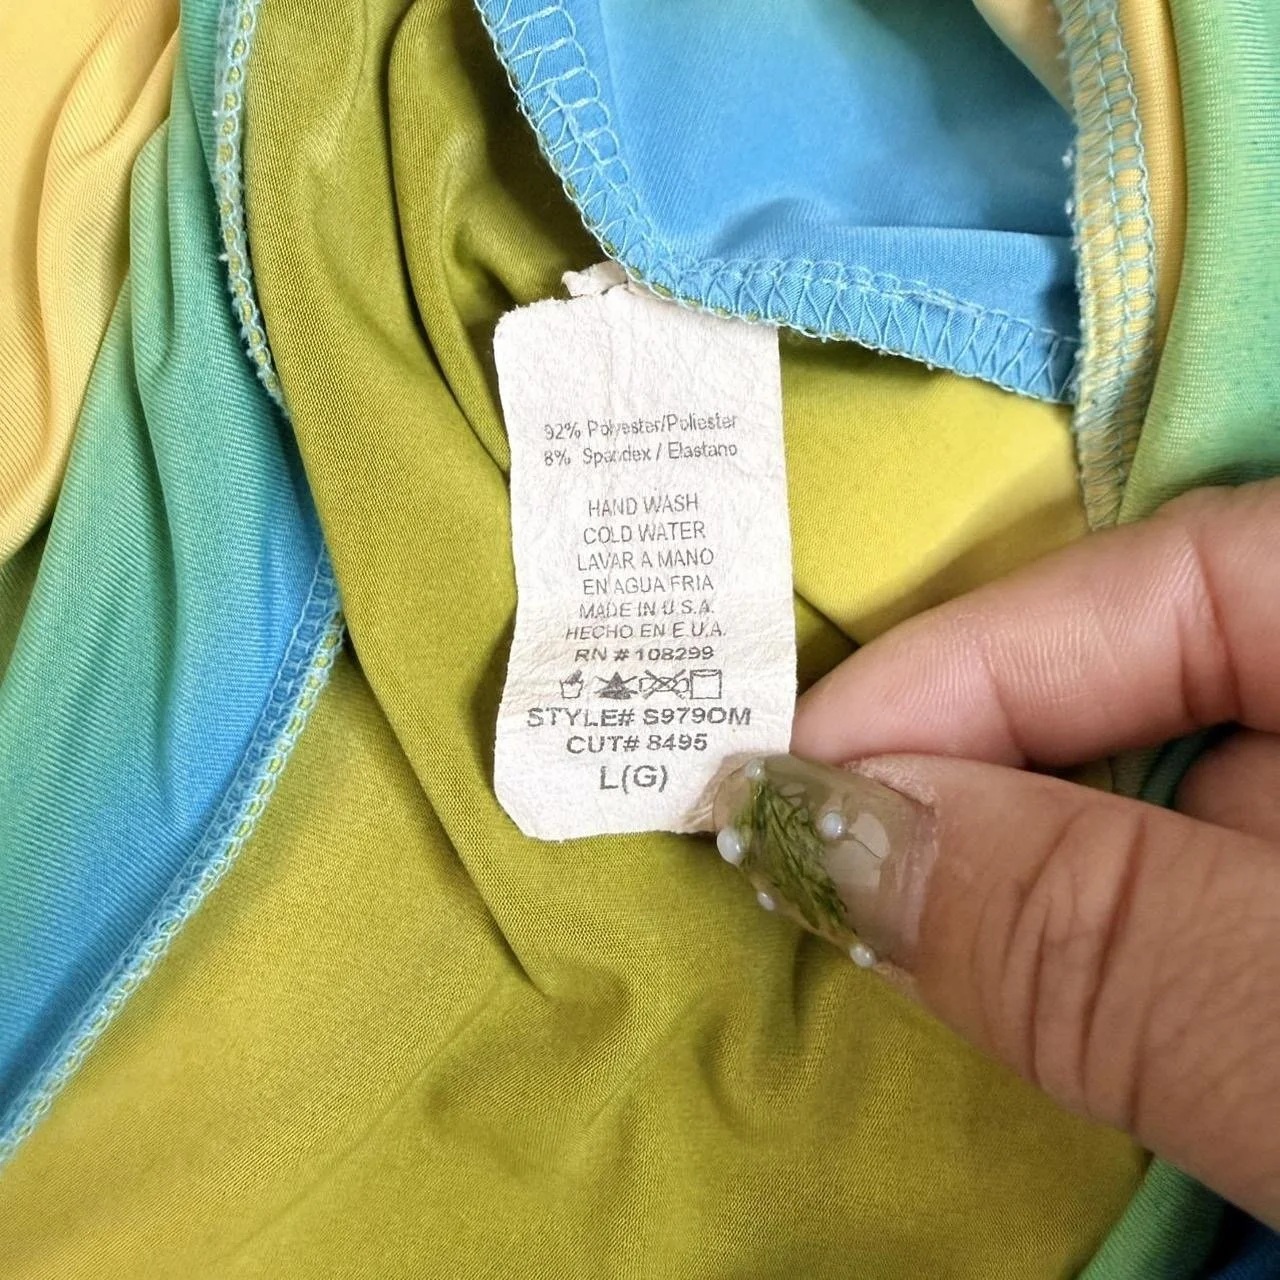 92% Polyester/Poliester
8% Spandex / Elastano
HAND WASH
COLD WATER
LAVAR A MANO
EN AGUA FRIA
MADE IN U.S.A.
HECHO EN E.U.A.
RN # 108299
STYLE# S979OM
CUT# 8495
L(G)